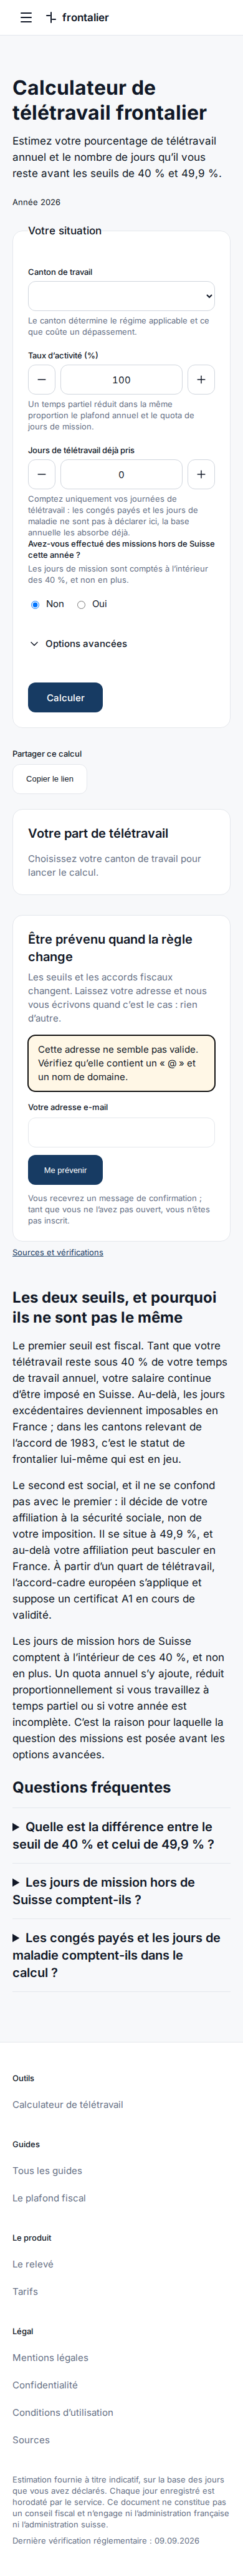 frontalier
Calculateur de
télétravail frontalier
Estimez votre pourcentage de télétravail
annuel et le nombre de jours qu’il vous
reste avant les seuils de 40 % et 49,9 %.
Année 2026
Votre situation
Canton de travail
Le canton détermine le régime applicable et ce
que coûte un dépassement.
Taux d’activité (%)
− 100 +
Un temps partiel réduit dans la même
proportion le plafond annuel et le quota de
jours de mission.
Jours de télétravail déjà pris
− 0 +
Comptez uniquement vos journées de
télétravail : les congés payés et les jours de
maladie ne sont pas à déclarer ici, la base
annuelle les absorbe déjà.
Avez-vous effectué des missions hors de Suisse
cette année ?
Les jours de mission sont comptés à l’intérieur
des 40 %, et non en plus.
Non Oui
Options avancées
Calculer
Partager ce calcul
Copier le lien
Votre part de télétravail
Choisissez votre canton de travail pour
lancer le calcul.
Être prévenu quand la règle
change
Les seuils et les accords fiscaux
changent. Laissez votre adresse et nous
vous écrivons quand c’est le cas : rien
d’autre.
Cette adresse ne semble pas valide.
Vérifiez qu’elle contient un « @ » et
un nom de domaine.
Votre adresse e-mail
Me prévenir
Vous recevrez un message de confirmation ;
tant que vous ne l’avez pas ouvert, vous n’êtes
pas inscrit.
Sources et vérifications
Les deux seuils, et pourquoi
ils ne sont pas le même
Le premier seuil est fiscal. Tant que votre
télétravail reste sous 40 % de votre temps
de travail annuel, votre salaire continue
d’être imposé en Suisse. Au-delà, les jours
excédentaires deviennent imposables en
France ; dans les cantons relevant de
l’accord de 1983, c’est le statut de
frontalier lui-même qui est en jeu.
Le second est social, et il ne se confond
pas avec le premier : il décide de votre
affiliation à la sécurité sociale, non de
votre imposition. Il se situe à 49,9 %, et
au-delà votre affiliation peut basculer en
France. À partir d’un quart de télétravail,
l’accord-cadre européen s’applique et
suppose un certificat A1 en cours de
validité.
Les jours de mission hors de Suisse
comptent à l’intérieur de ces 40 %, et non
en plus. Un quota annuel s’y ajoute, réduit
proportionnellement si vous travaillez à
temps partiel ou si votre année est
incomplète. C’est la raison pour laquelle la
question des missions est posée avant les
options avancées.
Questions fréquentes
Quelle est la différence entre le
seuil de 40 % et celui de 49,9 % ?
Les jours de mission hors de
Suisse comptent-ils ?
Les congés payés et les jours de
maladie comptent-ils dans le
calcul ?
Outils
Calculateur de télétravail
Guides
Tous les guides
Le plafond fiscal
Le produit
Le relevé
Tarifs
Légal
Mentions légales
Confidentialité
Conditions d’utilisation
Sources
Estimation fournie à titre indicatif, sur la base des jours
que vous avez déclarés. Chaque jour enregistré est
horodaté par le service. Ce document ne constitue pas
un conseil fiscal et n’engage ni l’administration française
ni l’administration suisse.
Dernière vérification réglementaire : 09.09.2026